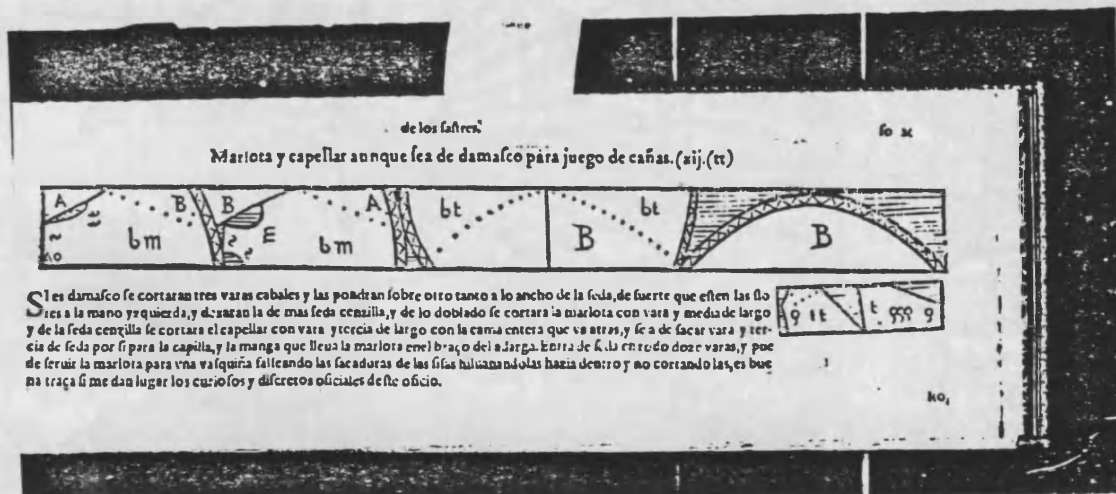 de los ſaſtres.
fo
Marlota y capellar aunque ſea de damaſco para juego de cañas. (xij. (tt)
A B B A bt bt
bm E bm B B
SI es damaſco ſe cortaran tres varas cabales y las pondran ſobre otro tanto a lo ancho de la ſeda, de ſuerte que eſten las flo
res a la mano yzquierda, y dexaran la de mas ſeda cenzilla, y de lo doblado ſe cortara la marlota con vara y media de largo
y de la ſeda cenzilla ſe cortara el capellar con vara y tercia de largo con la cama entera que va atras, y ſe a de ſacar vara y ter-
cia de ſeda por ſi para la capilla, y la manga que lleua la marlota enel braço del adarga. Entra de ſeda en todo doze varas, y pue
de ſeruir la marlota para vna vaſquiña falſeando las ſacaduras de las ſiſas hiluanandolas hazia dentro y no cortando las, es bue
na traça ſi me dan lugar los curioſos y diſcretos oficiales deſte oficio.
t